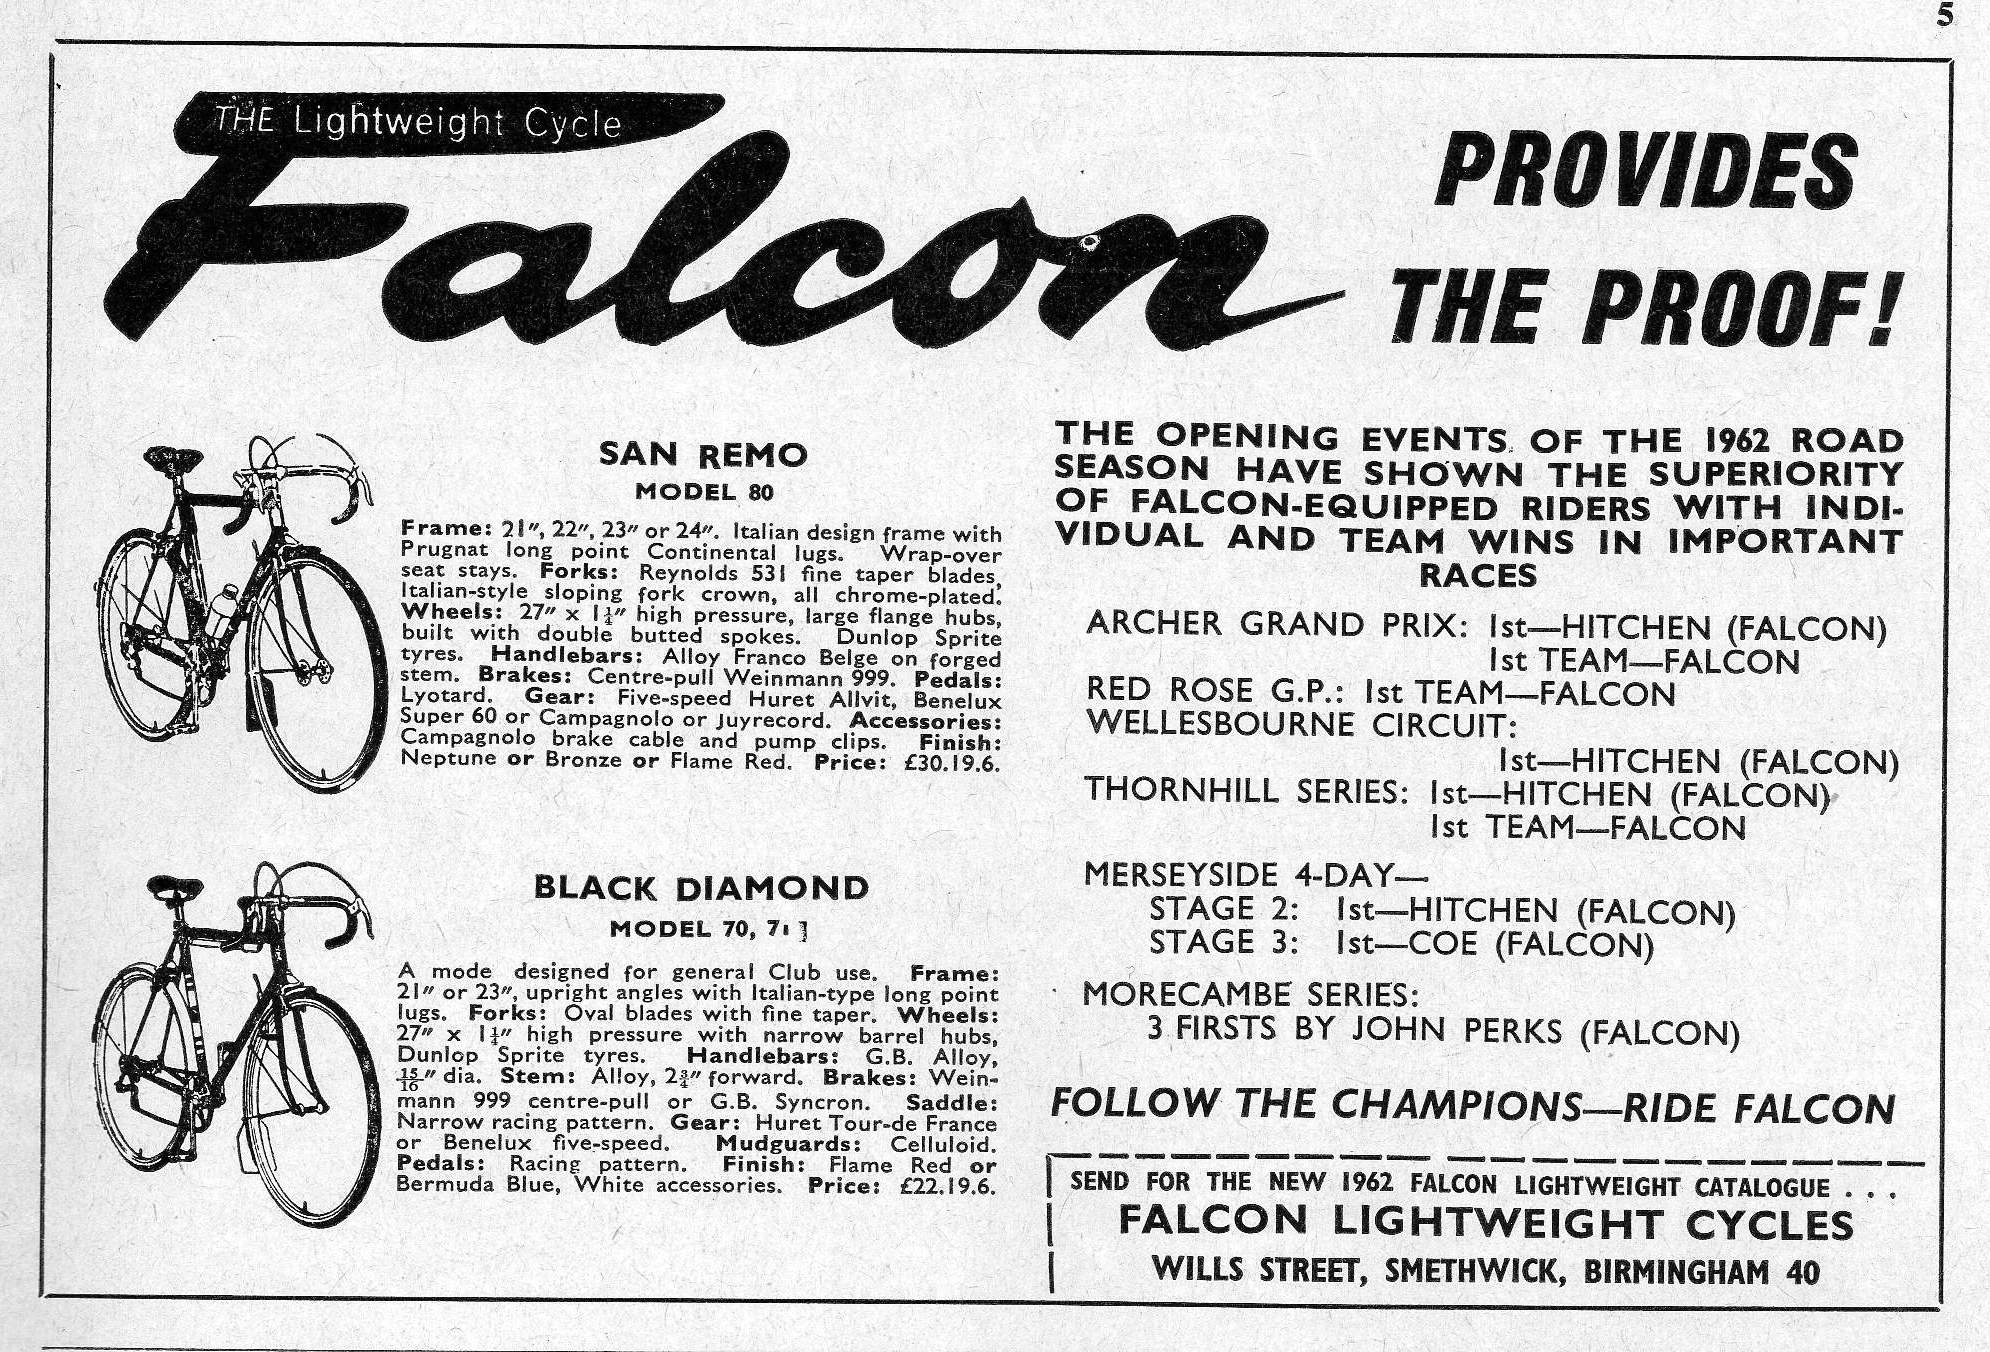 5
THE Lightweight Cycle
Falcon
PROVIDES
THE PROOF!
SAN REMO
MODEL 80
Frame: 21", 22", 23" or 24". Italian design frame with
Prugnat long point Continental lugs. Wrap-over
seat stays. Forks: Reynolds 531 fine taper blades,
Italian-style sloping fork crown, all chrome-plated.
Wheels: 27" x 1¼" high pressure, large flange hubs,
built with double butted spokes. Dunlop Sprite
tyres. Handlebars: Alloy Franco Belge on forged
stem. Brakes: Centre-pull Weinmann 999. Pedals:
Lyotard. Gear: Five-speed Huret Allvit, Benelux
Super 60 or Campagnolo or Juyrecord. Accessories:
Campagnolo brake cable and pump clips. Finish:
Neptune or Bronze or Flame Red. Price: £30.19.6.
BLACK DIAMOND
MODEL 70, 71
A mode designed for general Club use. Frame:
21" or 23", upright angles with Italian-type long point
lugs. Forks: Oval blades with fine taper. Wheels:
27" x 1¼" high pressure with narrow barrel hubs,
Dunlop Sprite tyres. Handlebars: G.B. Alloy,
15/16" dia. Stem: Alloy, 2¾" forward. Brakes: Wein-
mann 999 centre-pull or G.B. Syncron. Saddle:
Narrow racing pattern. Gear: Huret Tour-de France
or Benelux five-speed. Mudguards: Celluloid.
Pedals: Racing pattern. Finish: Flame Red or
Bermuda Blue, White accessories. Price: £22.19.6.
THE OPENING EVENTS OF THE 1962 ROAD
SEASON HAVE SHOWN THE SUPERIORITY
OF FALCON-EQUIPPED RIDERS WITH INDI-
VIDUAL AND TEAM WINS IN IMPORTANT
RACES
ARCHER GRAND PRIX: 1st—HITCHEN (FALCON)
1st TEAM—FALCON
RED ROSE G.P.: 1st TEAM—FALCON
WELLESBOURNE CIRCUIT:
1st—HITCHEN (FALCON)
THORNHILL SERIES: 1st—HITCHEN (FALCON)
1st TEAM—FALCON
MERSEYSIDE 4-DAY—
STAGE 2: 1st—HITCHEN (FALCON)
STAGE 3: 1st—COE (FALCON)
MORECAMBE SERIES:
3 FIRSTS BY JOHN PERKS (FALCON)
FOLLOW THE CHAMPIONS—RIDE FALCON
SEND FOR THE NEW 1962 FALCON LIGHTWEIGHT CATALOGUE . . .
FALCON LIGHTWEIGHT CYCLES
WILLS STREET, SMETHWICK, BIRMINGHAM 40